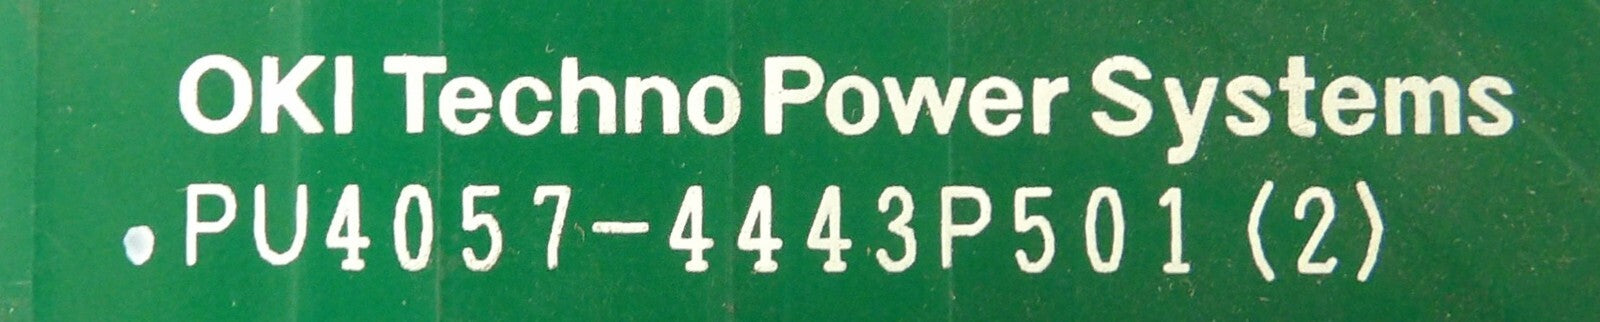 OKI Techno Power Systems
.PU4057-4443P501(2)